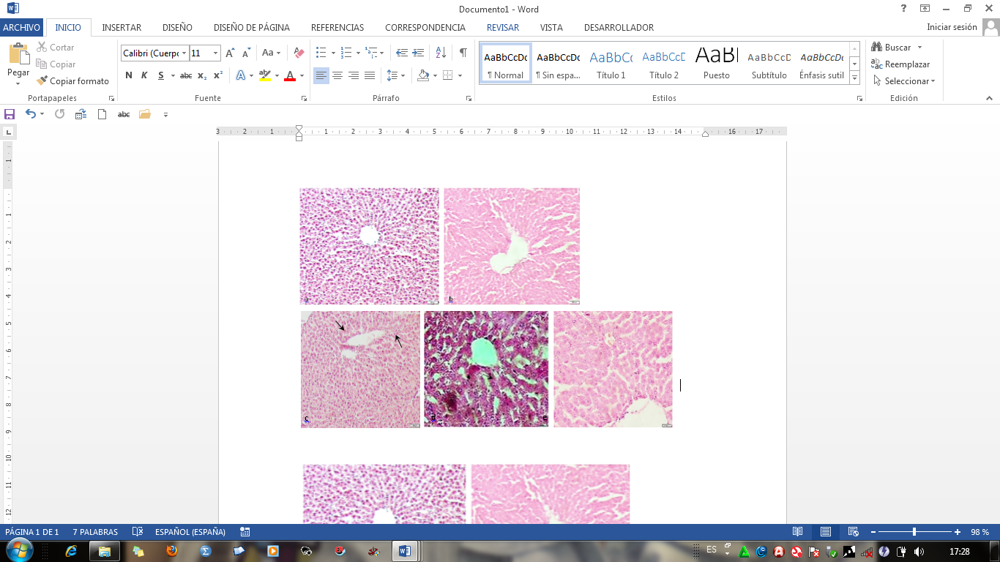 Documento1 - Word
ARCHIVO INICIO INSERTAR DISEÑO DISEÑO DE PÁGINA REFERENCIAS CORRESPONDENCIA REVISAR VISTA DESARROLLADOR Iniciar sesión
Pegar
Cortar
Copiar
Copiar formato
Portapapeles
Calibri (Cuerpo 11
N K S abc x₂ x²
Fuente
Párrafo
AaBbCcDc AaBbCcDc AaBbCc AaBbCcD AaB AaBbCcD AaBbCcDc
¶ Normal ¶ Sin espa... Título 1 Título 2 Puesto Subtítulo Énfasis sutil
Estilos
Buscar
Reemplazar
Seleccionar
Edición
abc
3 2 1 1 2 3 4 5 6 7 8 9 10 11 12 13 14 16 17
1
1
2
3
4
5
6
7
8
9
10
11
12
a b
c d e
PÁGINA 1 DE 1 7 PALABRAS ESPAÑOL (ESPAÑA) 98 %
ES 17:28